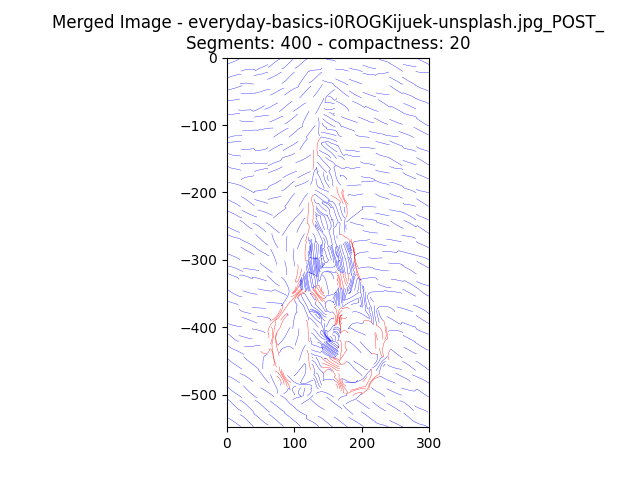 Merged Image - everyday-basics-i0ROGKijuek-unsplash.jpg_POST_
Segments: 400 - compactness: 20
0
−100
−200
−300
−400
−500
0 100 200 300